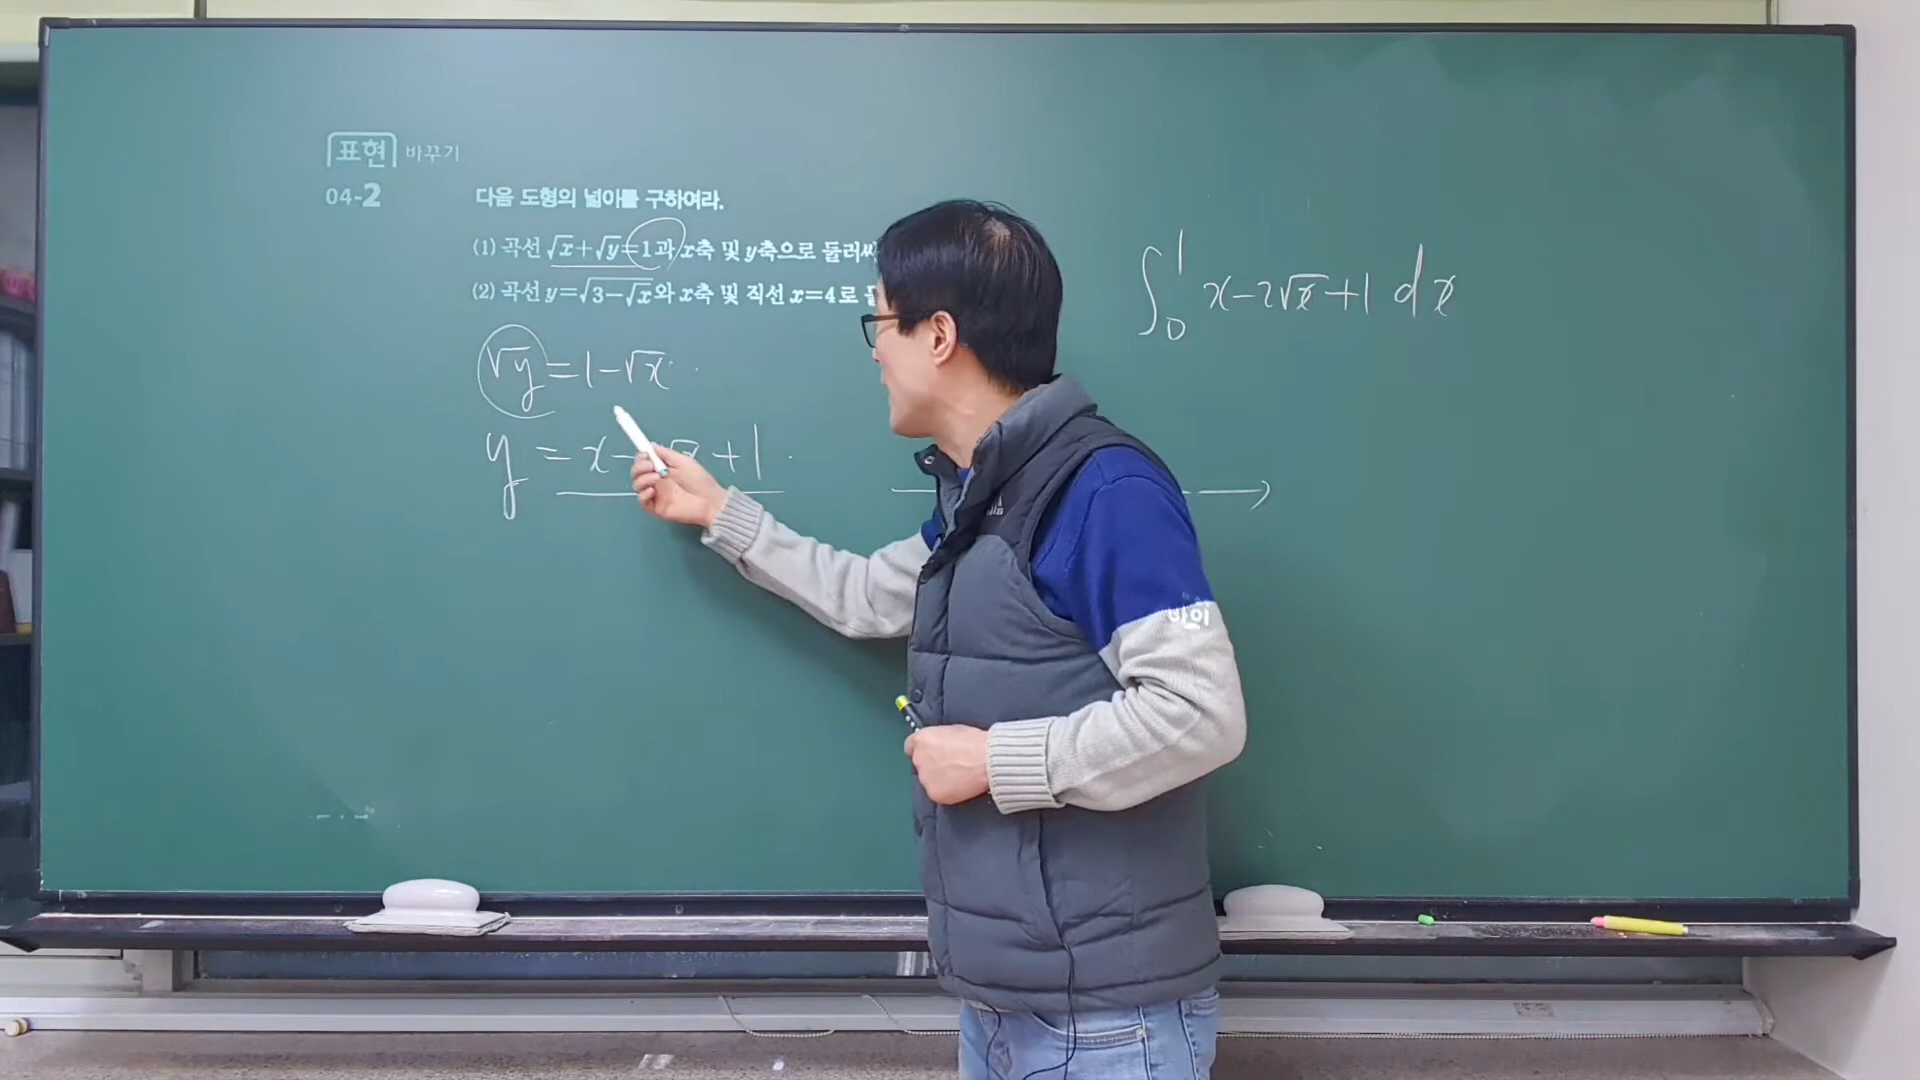 표현 바꾸기
04-2 다음 도형의 넓이를 구하여라.
(1) 곡선 √x+√y=1과 x축 및 y축으로 둘러싸
(2) 곡선 y=√(3-√x)와 x축 및 직선 x=4로
√y = 1-√x
y = x- √x +1
∫₀¹ x-2√x+1 dx
바이